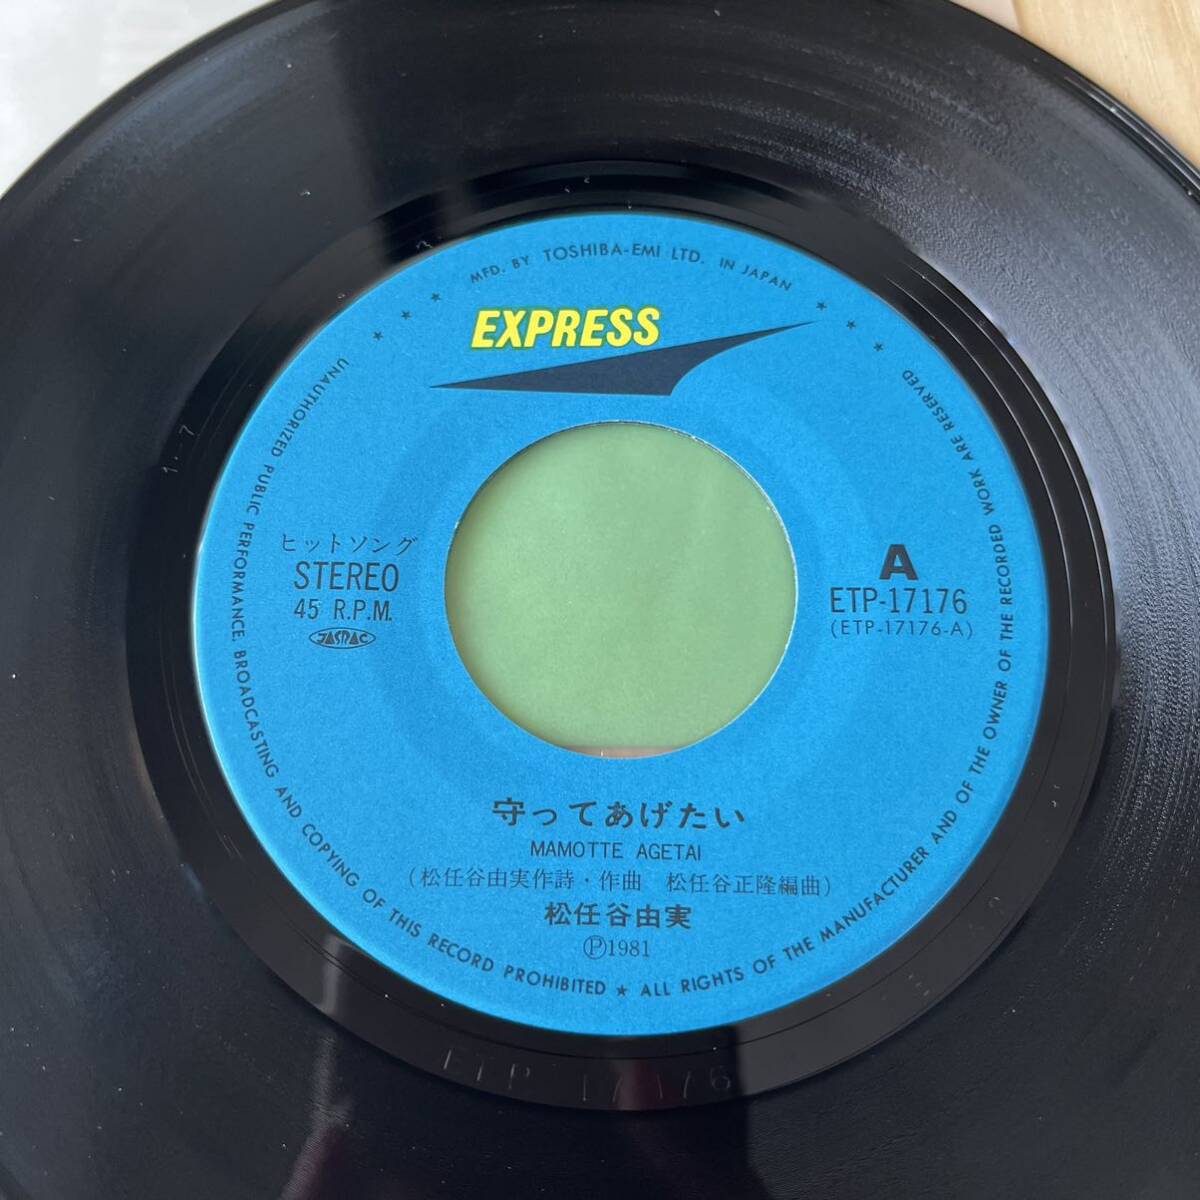 MFD. BY TOSHIBA-EMI LTD. IN JAPAN
EXPRESS
ヒットソング
STEREO
45 R.P.M.
JASRAC
A
ETP-17176
(ETP-17176-A)
守ってあげたい
MAMOTTE AGETAI
(松任谷由実作詩・作曲 松任谷正隆編曲)
松任谷由実
Ⓟ1981
UNAUTHORIZED PUBLIC PERFORMANCE, BROADCASTING AND COPYING OF THIS RECORD PROHIBITED ★ ALL RIGHTS OF THE MANUFACTURER AND OF THE OWNER OF THE RECORDED WORK ARE RESERVED
ETP 17176
1-7